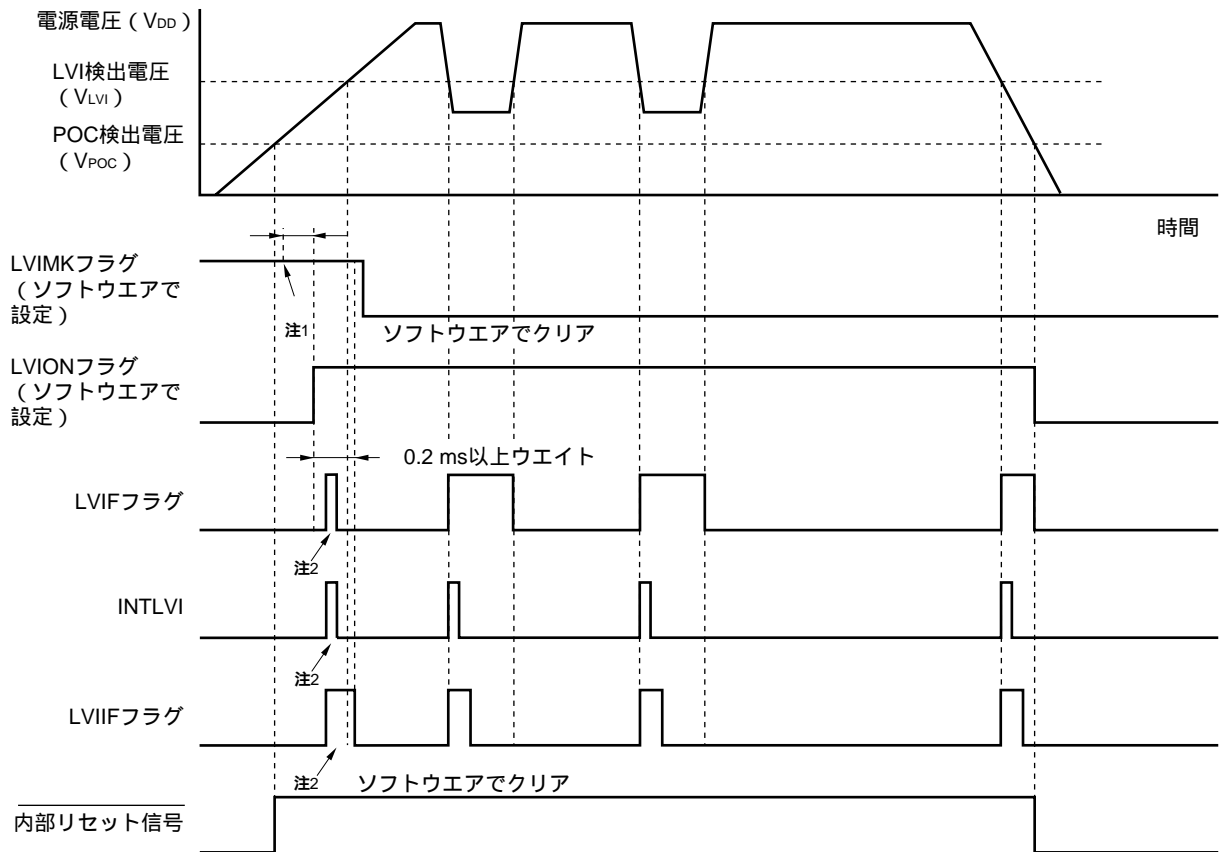 電源電圧（VDD）
LVI検出電圧
（VLVI）
POC検出電圧
（VPOC）
時間
LVIMKフラグ
（ソフトウエアで
設定）
注1
ソフトウエアでクリア
LVIONフラグ
（ソフトウエアで
設定）
0.2 ms以上ウエイト
LVIFフラグ
注2
INTLVI
注2
LVIIFフラグ
注2
ソフトウエアでクリア
内部リセット信号